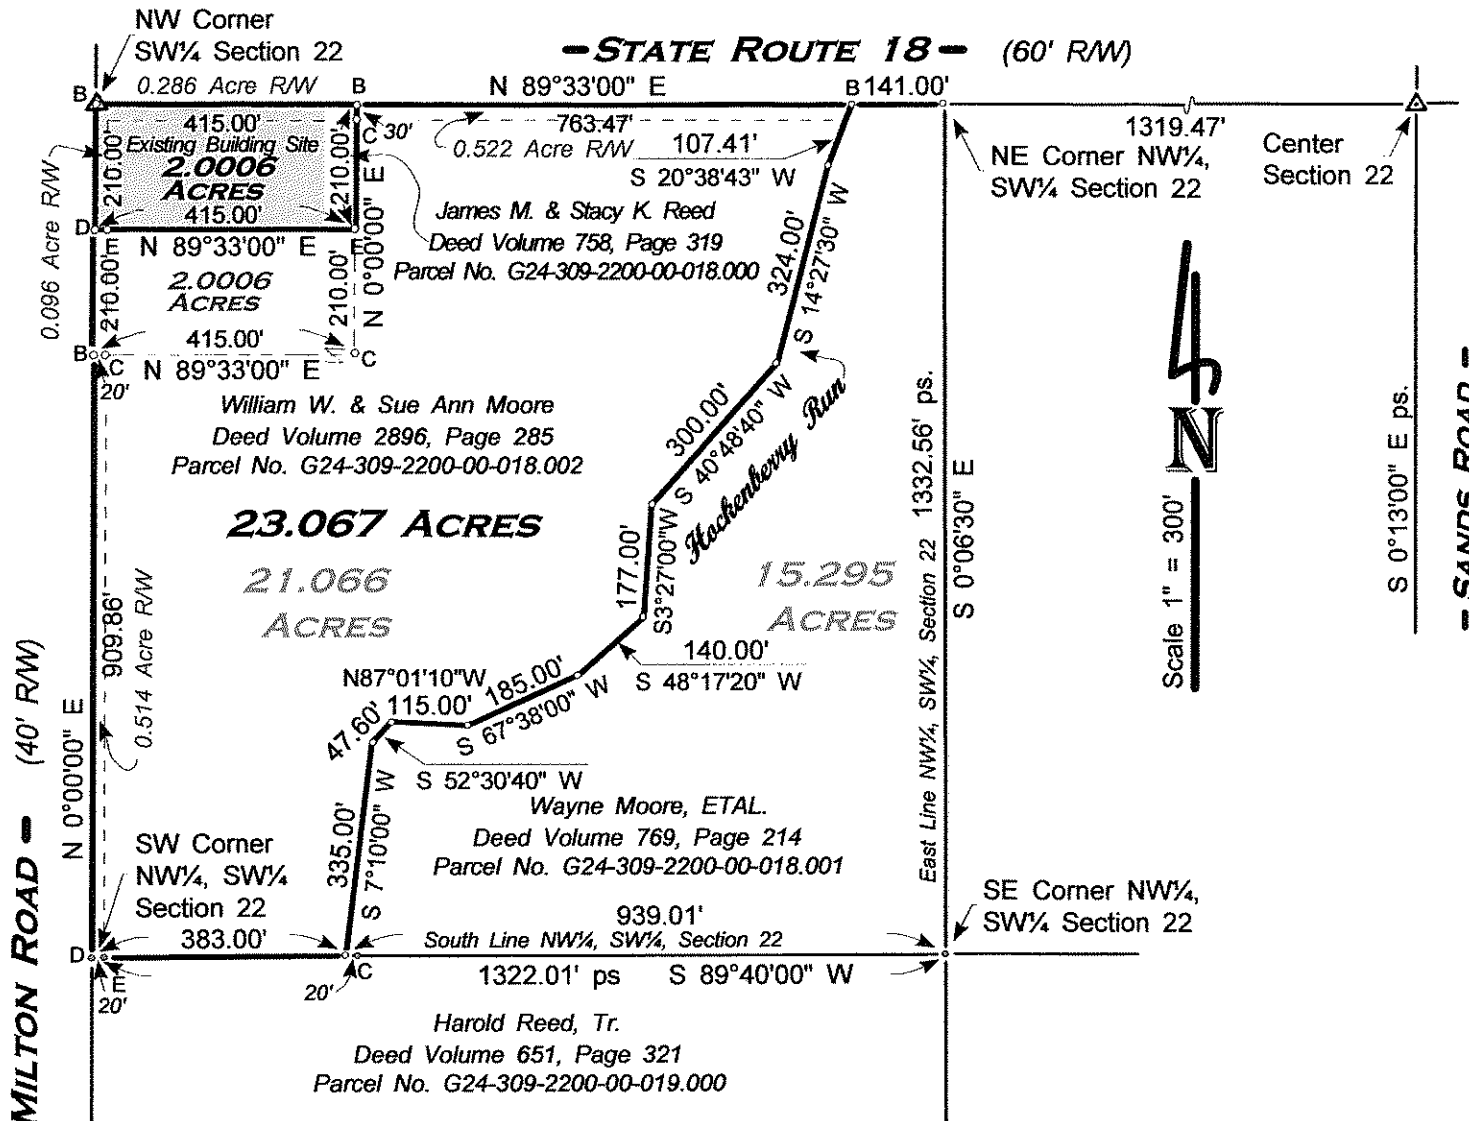 NW Corner
SW¼ Section 22
- STATE ROUTE 18 - (60' R/W)
0.286 Acre R/W
N 89°33'00" E
B
B
B
B 141.00'
1319.47'
415.00'
Existing Building Site
2.0006
ACRES
415.00'
210.00'
210.00'
C
30'
763.47'
0.522 Acre R/W
107.41'
S 20°38'43" W
NE Corner NW¼,
SW¼ Section 22
Center
Section 22
0.096 Acre R/W
D
E
N 89°33'00" E
E
N 0°00'00" E
James M. & Stacy K. Reed
Deed Volume 758, Page 319
Parcel No. G24-309-2200-00-018.000
324.00'
S 14°27'30" W
2.0006
ACRES
210.00'
210.00'
415.00'
B
C
N 89°33'00" E
C
20'
William W. & Sue Ann Moore
Deed Volume 2896, Page 285
Parcel No. G24-309-2200-00-018.002
300.00'
S 40°48'40" W
Hockenberry Run
23.067 ACRES
21.066
ACRES
15.295
ACRES
177.00'
S3°27'00"W
140.00'
S 48°17'20" W
185.00'
S 67°38'00" W
N87°01'10"W
115.00'
47.60'
S 52°30'40" W
335.00'
S 7°10'00" W
East Line NW¼, SW¼, Section 22 1332.56' ps.
S 0°06'30" E
N
Scale 1" = 300'
S 0°13'00" E ps.
- SANDS ROAD -
909.86'
0.514 Acre R/W
N 0°00'00" E
MILTON ROAD - (40' R/W)
Wayne Moore, ETAL.
Deed Volume 769, Page 214
Parcel No. G24-309-2200-00-018.001
SW Corner
NW¼, SW¼
Section 22
383.00'
939.01'
South Line NW¼, SW¼, Section 22
SE Corner NW¼,
SW¼ Section 22
D
E
20'
C
20'
1322.01' ps S 89°40'00" W
Harold Reed, Tr.
Deed Volume 651, Page 321
Parcel No. G24-309-2200-00-019.000